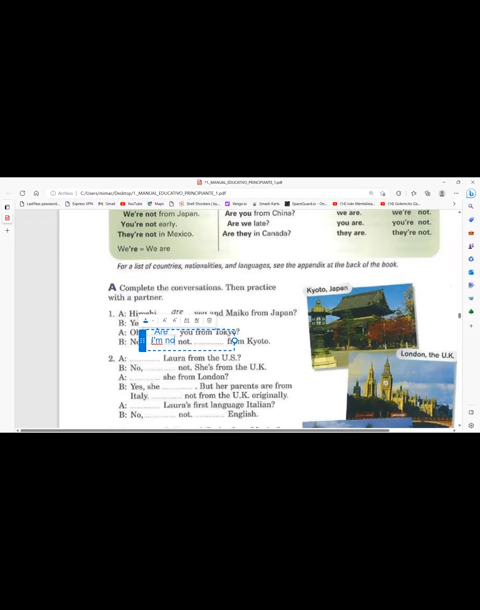 *1_MANUAL_EDUCATIVO_PRINCIPIANTE_1.pdf
Archivo C:/Users/mimac/Desktop/1_MANUAL_EDUCATIVO_PRINCIPIANTE_1.pdf
Express VPN Gmail YouTube Maps
We're not from Japan. Are you from China? we are. we're not.
You're not early. Are we late? you are. you're not.
They're not in Mexico. Are they in Canada? they are. they're not.
We're = We are
For a list of countries, nationalities, and languages, see the appendix at the back of the book.
A Complete the conversations. Then practice
with a partner.
Kyoto, Japan
1. A: Hiroshi, are you and Maiko from Japan?
B: Ye
A: Are you from Tokyo?
B: I'm no not. from Kyoto.
London, the U.K.
2. A: Laura from the U.S.?
B: No, not. She's from the U.K.
A: she from London?
B: Yes, she . But her parents are from
Italy. not from the U.K. originally.
A: Laura's first language Italian?
B: No, not. English.